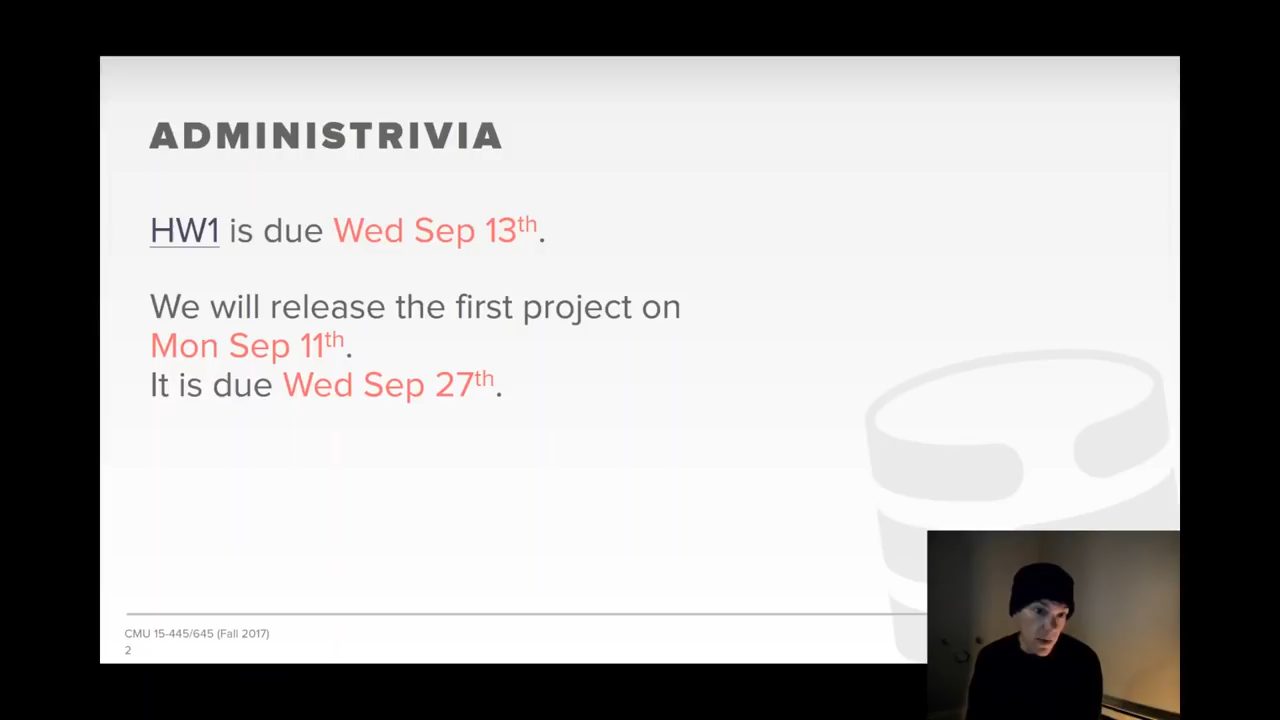 ADMINISTRIVIA
HW1 is due Wed Sep 13th.
We will release the first project on
Mon Sep 11th.
It is due Wed Sep 27th.
CMU 15-445/645 (Fall 2017)
2